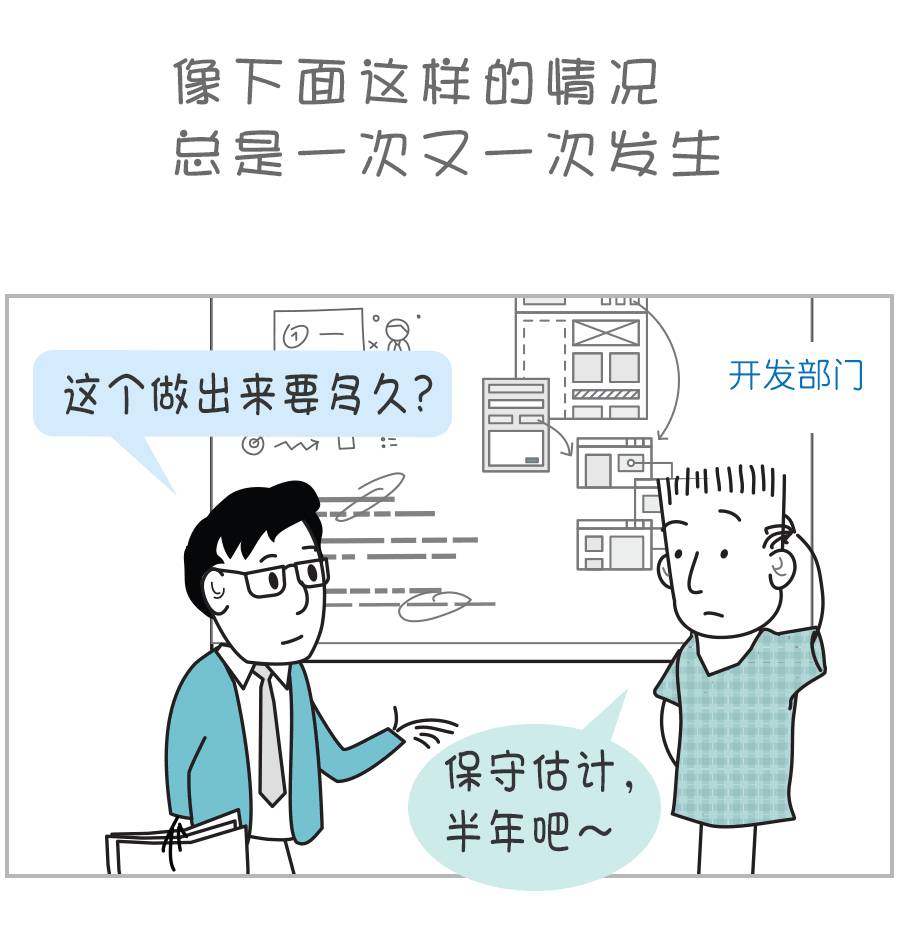 像下面这样的情况
总是一次又一次发生
1
这个做出来要多久?
开发部门
保守估计,
半年吧~